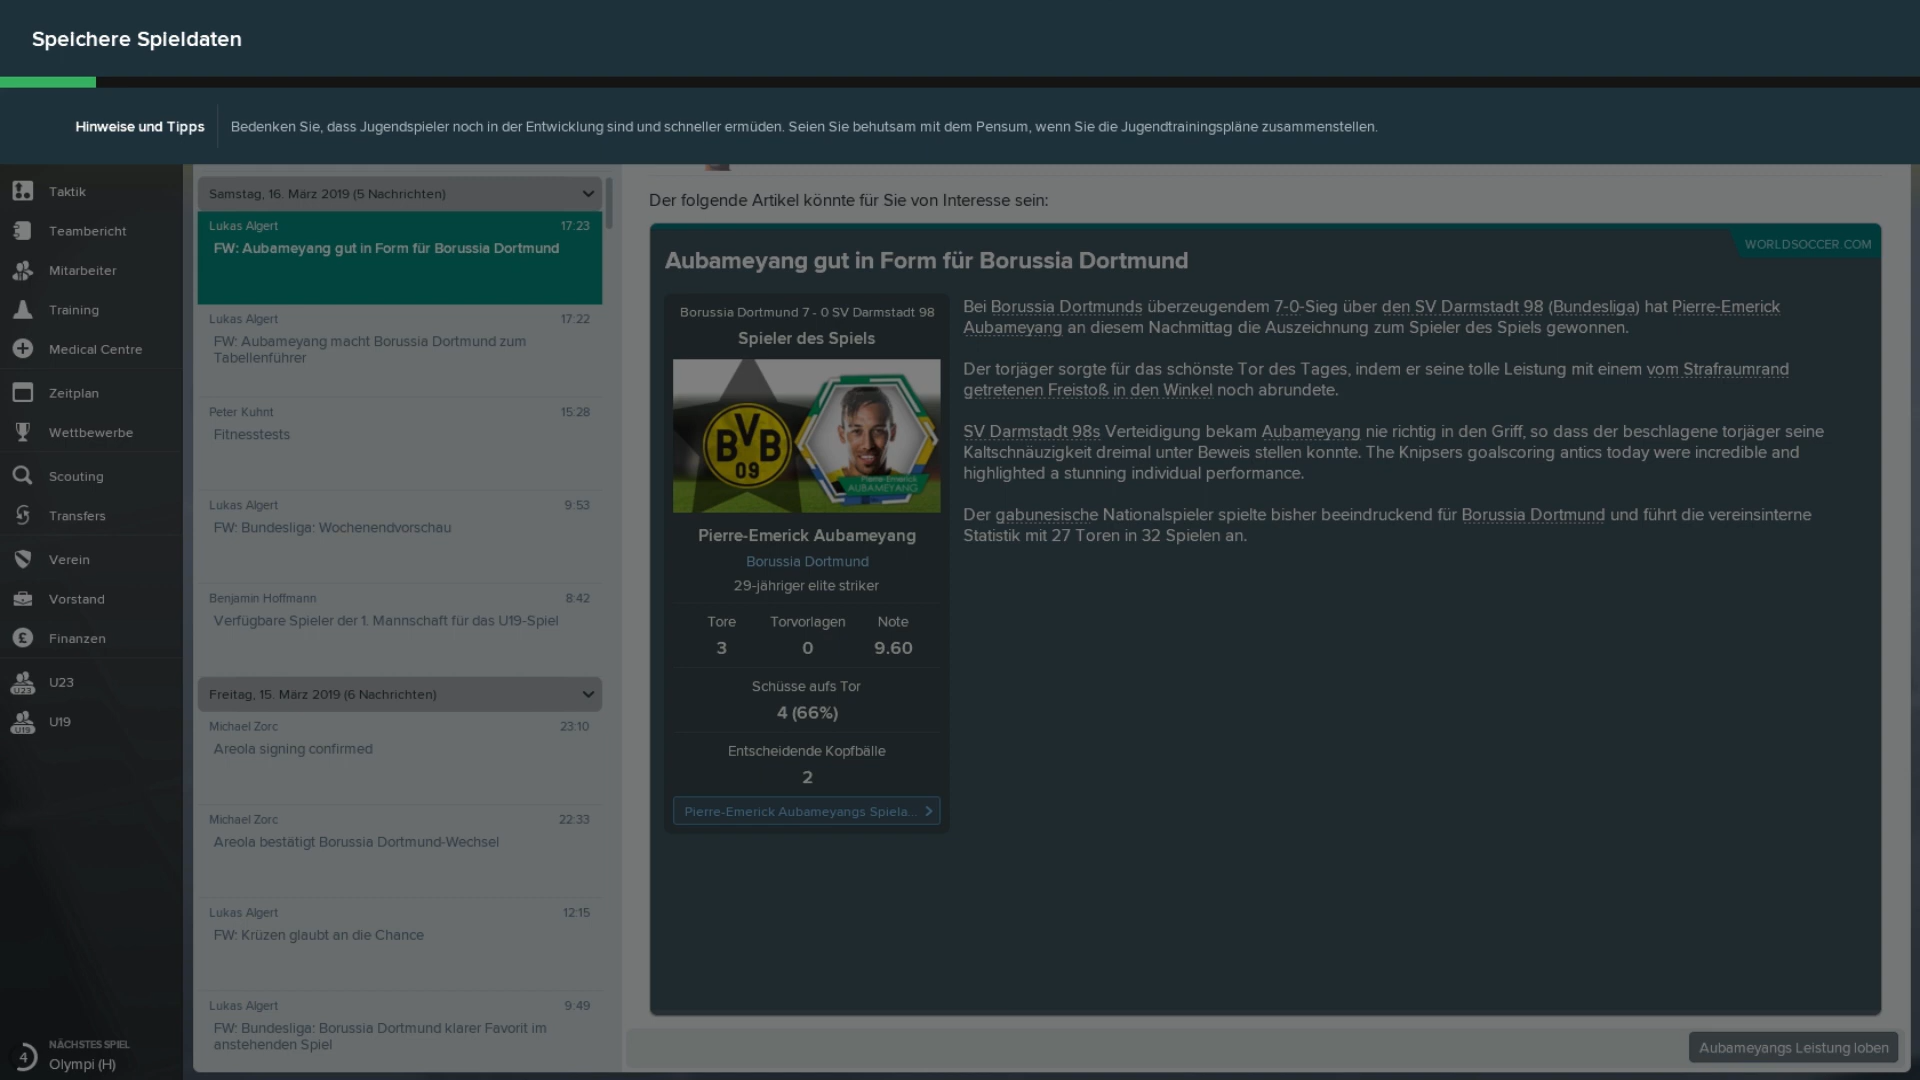 Speichere Spieldaten
Hinweise und Tipps
Bedenken Sie, dass Jugendspieler noch in der Entwicklung sind und schneller ermüden. Seien Sie behutsam mit dem Pensum, wenn Sie die Jugendtrainingspläne zusammenstellen.
Taktik
Teambericht
Mitarbeiter
Training
Medical Centre
Zeitplan
Wettbewerbe
Scouting
Transfers
Verein
Vorstand
Finanzen
U23
U23
U19
U19
4
NÄCHSTES SPIEL
Olympi (H)
Samstag, 16. März 2019 (5 Nachrichten)
Lukas Algert 17:23
FW: Aubameyang gut in Form für Borussia Dortmund
Lukas Algert 17:22
FW: Aubameyang macht Borussia Dortmund zum
Tabellenführer
Peter Kuhnt 15:28
Fitnesstests
Lukas Algert 9:53
FW: Bundesliga: Wochenendvorschau
Benjamin Hoffmann 8:42
Verfügbare Spieler der 1. Mannschaft für das U19-Spiel
Freitag, 15. März 2019 (6 Nachrichten)
Michael Zorc 23:10
Areola signing confirmed
Michael Zorc 22:33
Areola bestätigt Borussia Dortmund-Wechsel
Lukas Algert 12:15
FW: Krüzen glaubt an die Chance
Lukas Algert 9:49
FW: Bundesliga: Borussia Dortmund klarer Favorit im
anstehenden Spiel
Der folgende Artikel könnte für Sie von Interesse sein:
WORLDSOCCER.COM
Aubameyang gut in Form für Borussia Dortmund
Borussia Dortmund 7 - 0 SV Darmstadt 98
Spieler des Spiels
BVB
09
Pierre-Emerick
AUBAMEYANG
Pierre-Emerick Aubameyang
Borussia Dortmund
29-jähriger elite striker
Tore Torvorlagen Note
3 0 9.60
Schüsse aufs Tor
4 (66%)
Entscheidende Kopfbälle
2
Pierre-Emerick Aubameyangs Spiela...
Bei Borussia Dortmunds überzeugendem 7-0-Sieg über den SV Darmstadt 98 (Bundesliga) hat Pierre-Emerick
Aubameyang an diesem Nachmittag die Auszeichnung zum Spieler des Spiels gewonnen.
Der torjäger sorgte für das schönste Tor des Tages, indem er seine tolle Leistung mit einem vom Strafraumrand
getretenen Freistoß in den Winkel noch abrundete.
SV Darmstadt 98s Verteidigung bekam Aubameyang nie richtig in den Griff, so dass der beschlagene torjäger seine
Kaltschnäuzigkeit dreimal unter Beweis stellen konnte. The Knipsers goalscoring antics today were incredible and
highlighted a stunning individual performance.
Der gabunesische Nationalspieler spielte bisher beeindruckend für Borussia Dortmund und führt die vereinsinterne
Statistik mit 27 Toren in 32 Spielen an.
Aubameyangs Leistung loben